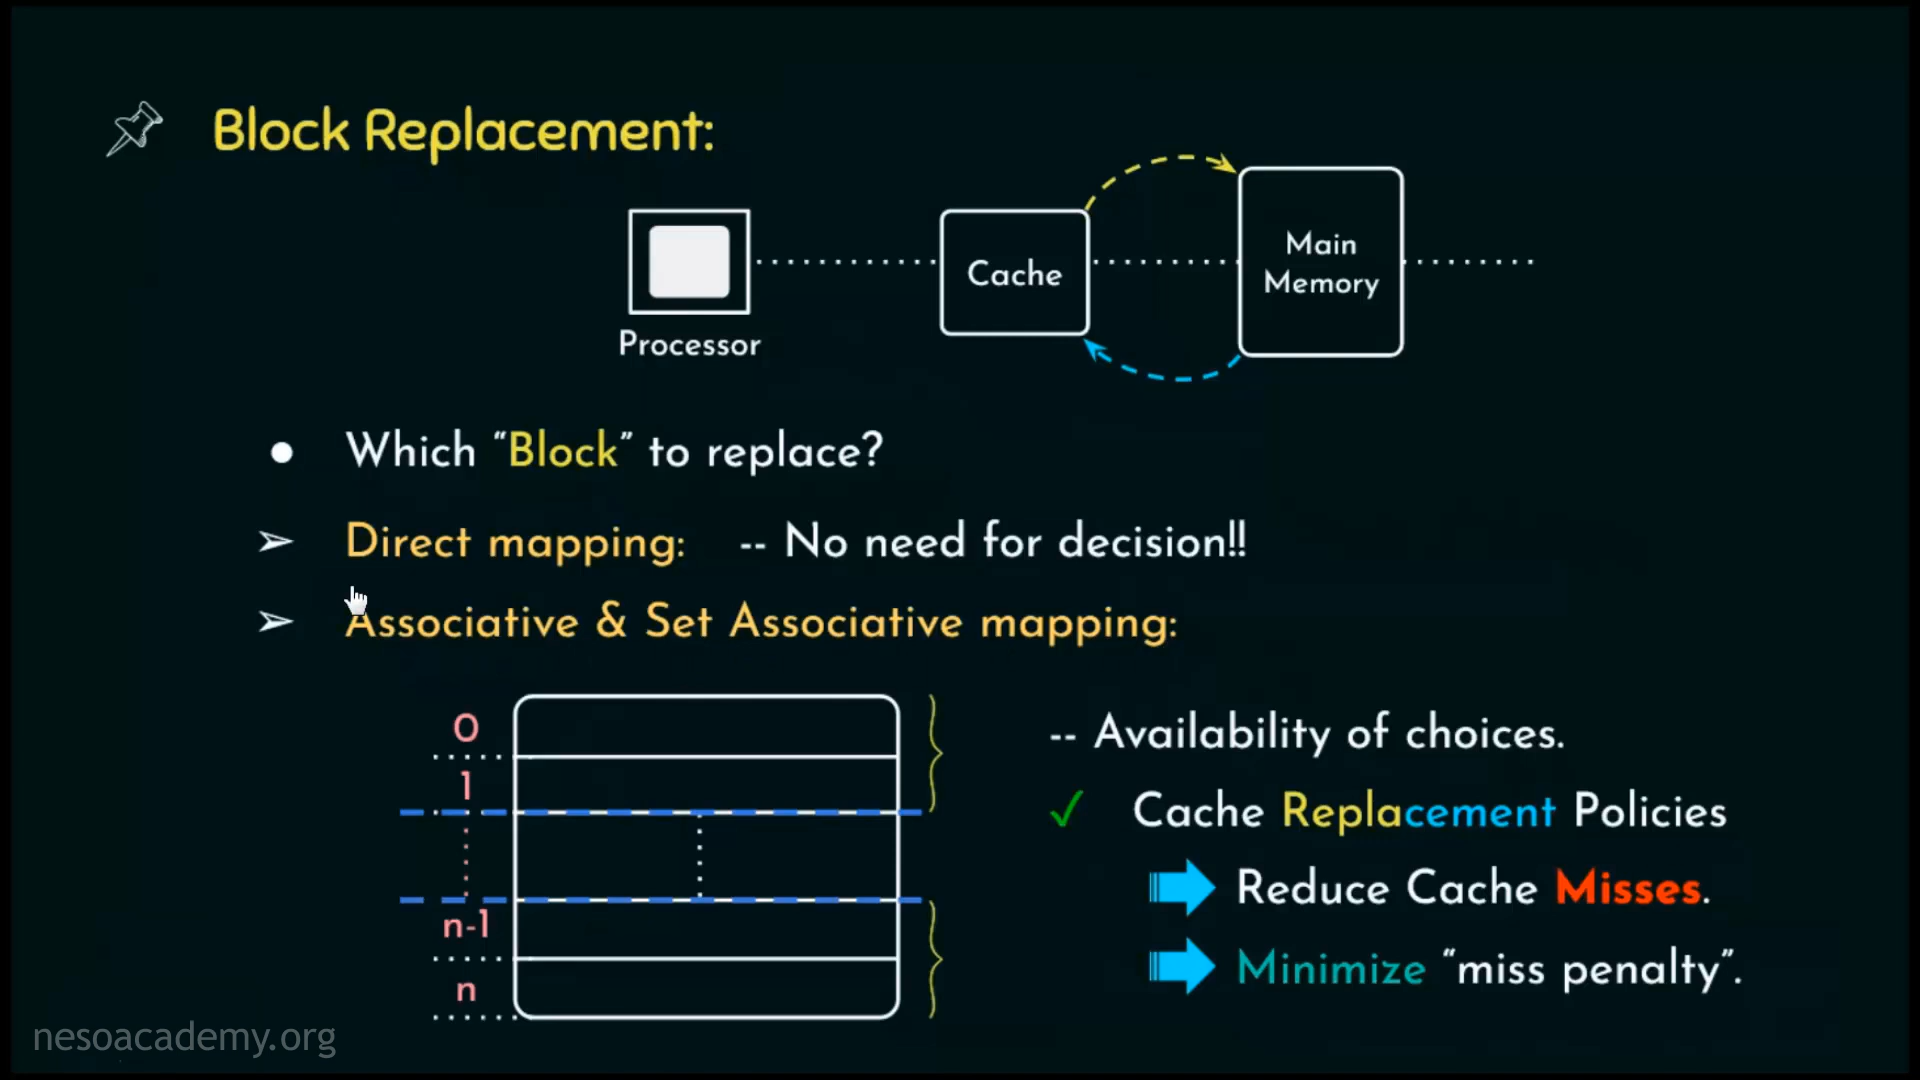 Block Replacement:
Processor
Cache
Main
Memory
● Which “Block” to replace?
➢ Direct mapping: -- No need for decision!!
➢ Associative & Set Associative mapping:
0
1
n-1
n
-- Availability of choices.
✓ Cache Replacement Policies
Reduce Cache Misses.
Minimize “miss penalty”.
nesoacademy.org